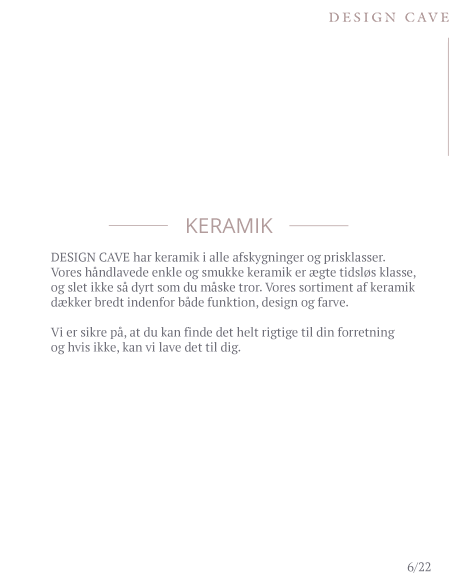 DESIGN CAVE
KERAMIK
DESIGN CAVE har keramik i alle afskygninger og prisklasser.
Vores håndlavede enkle og smukke keramik er ægte tidsløs klasse,
og slet ikke så dyrt som du måske tror. Vores sortiment af keramik
dækker bredt indenfor både funktion, design og farve.
Vi er sikre på, at du kan finde det helt rigtige til din forretning
og hvis ikke, kan vi lave det til dig.
6/22